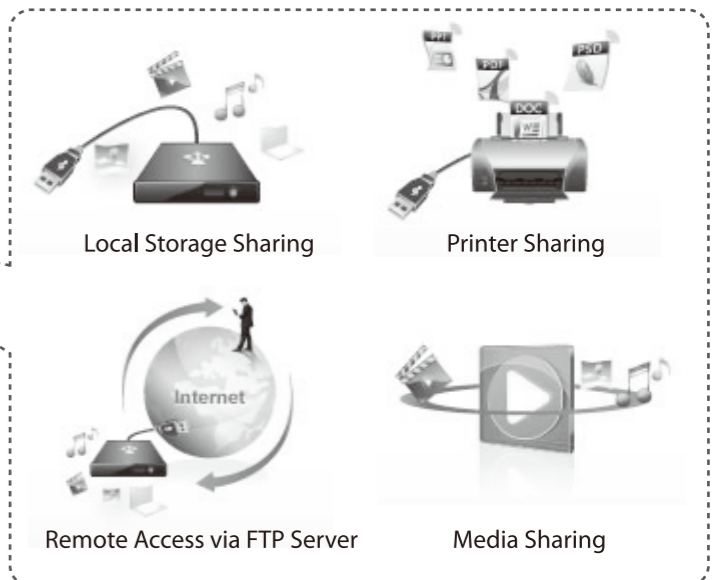 PPT
PDF
PSD
DOC
W
Local Storage Sharing
Printer Sharing
Internet
Remote Access via FTP Server
Media Sharing